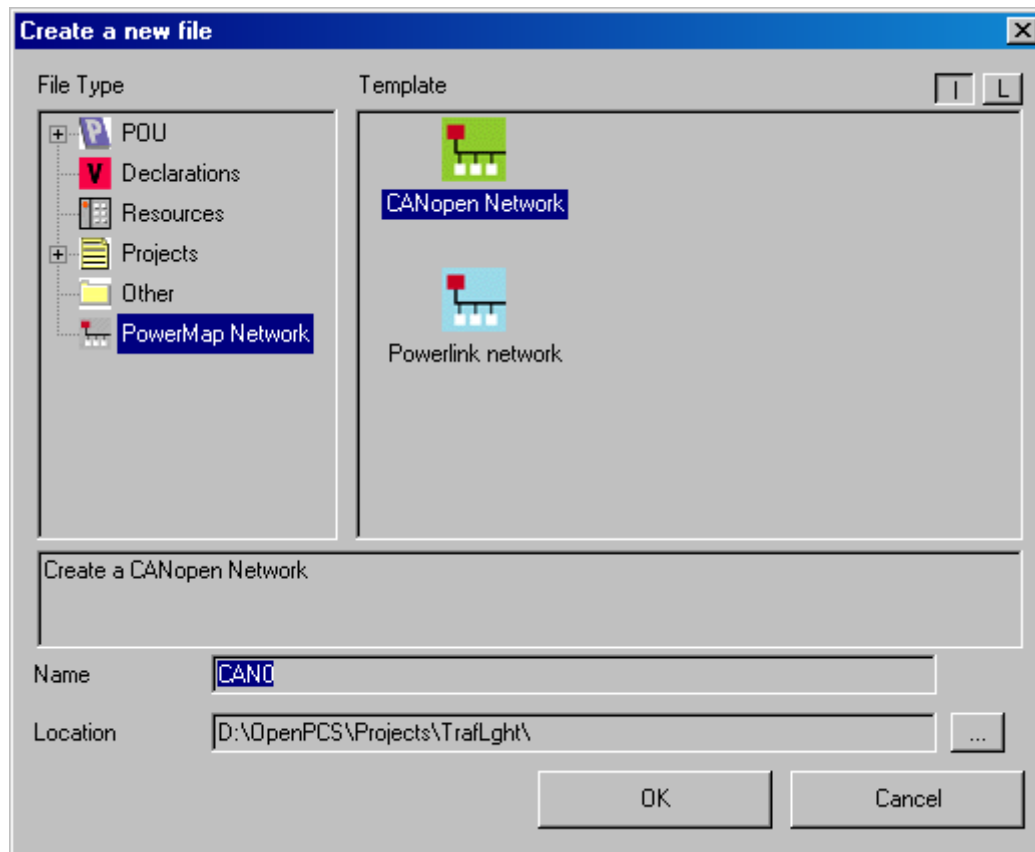 Create a new file
File Type
Template
I L
POU
Declarations
Resources
Projects
Other
PowerMap Network
CANopen Network
Powerlink network
Create a CANopen Network
Name
CAN0
Location
D:\OpenPCS\Projects\TrafLght\
...
OK
Cancel